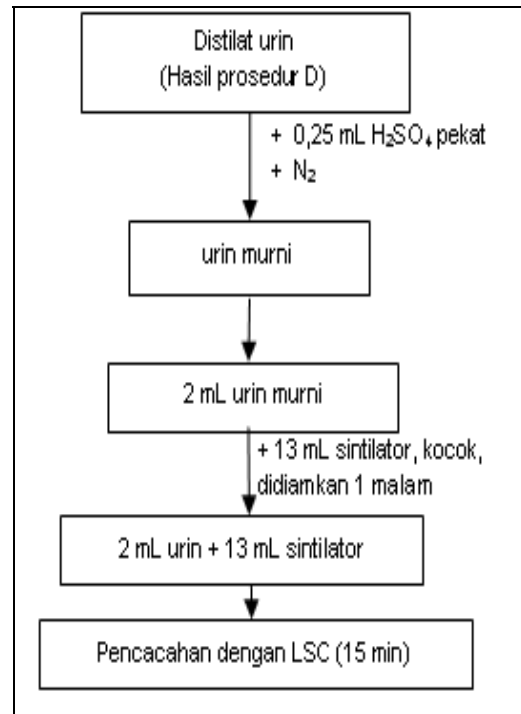 Distilat urin
(Hasil prosedur D)
+ 0,25 mL H₂SO₄ pekat
+ N₂
urin murni
2 mL urin murni
+ 13 mL sintilator, kocok,
didiamkan 1 malam
2 mL urin + 13 mL sintilator
Pencacahan dengan LSC (15 min)